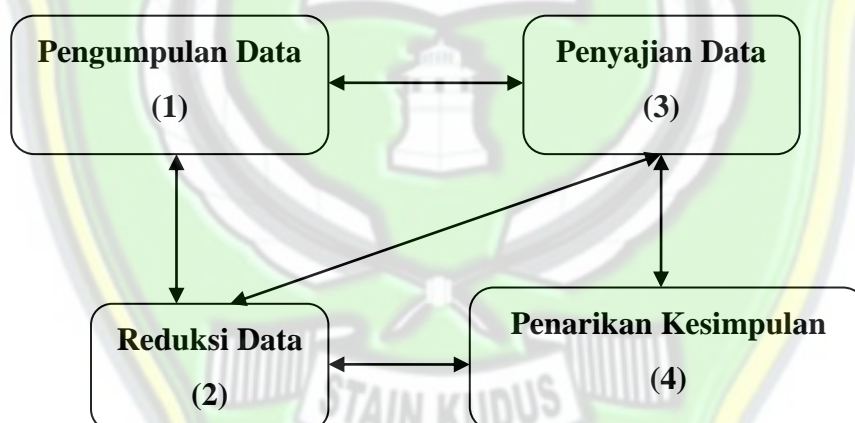 Pengumpulan Data
(1)
Penyajian Data
(3)
Reduksi Data
(2)
Penarikan Kesimpulan
(4)
STAIN KUDUS